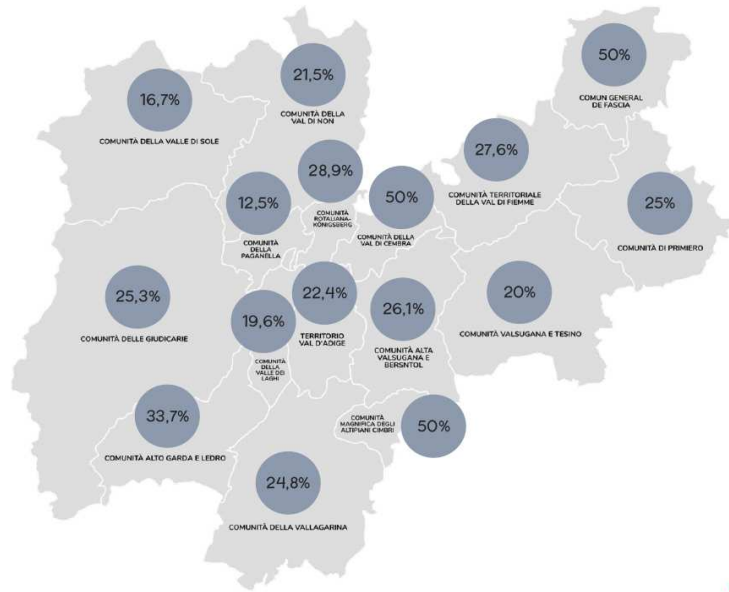 50%
COMUN GENERAL
DE FASCIA
21,5%
COMUNITÀ DELLA
VAL DI NON
16,7%
COMUNITÀ DELLA VALLE DI SOLE
27,6%
COMUNITÀ TERRITORIALE
DELLA VAL DI FIEMME
28,9%
COMUNITÀ
ROTALIANA-
KÖNIGSBERG
50%
COMUNITÀ DELLA
VAL DI CEMBRA
12,5%
COMUNITÀ
DELLA
PAGANELLA
25%
COMUNITÀ DI PRIMIERO
25,3%
COMUNITÀ DELLE GIUDICARIE
22,4%
TERRITORIO
VAL D'ADIGE
20%
COMUNITÀ VALSUGANA E TESINO
19,6%
COMUNITÀ
DELLA
VALLE DEI
LAGHI
26,1%
COMUNITÀ ALTA
VALSUGANA E
BERSNTOL
33,7%
COMUNITÀ ALTO GARDA E LEDRO
COMUNITÀ
MAGNIFICA DEGLI
ALTIPIANI CIMBRI
50%
24,8%
COMUNITÀ DELLA VALLAGARINA